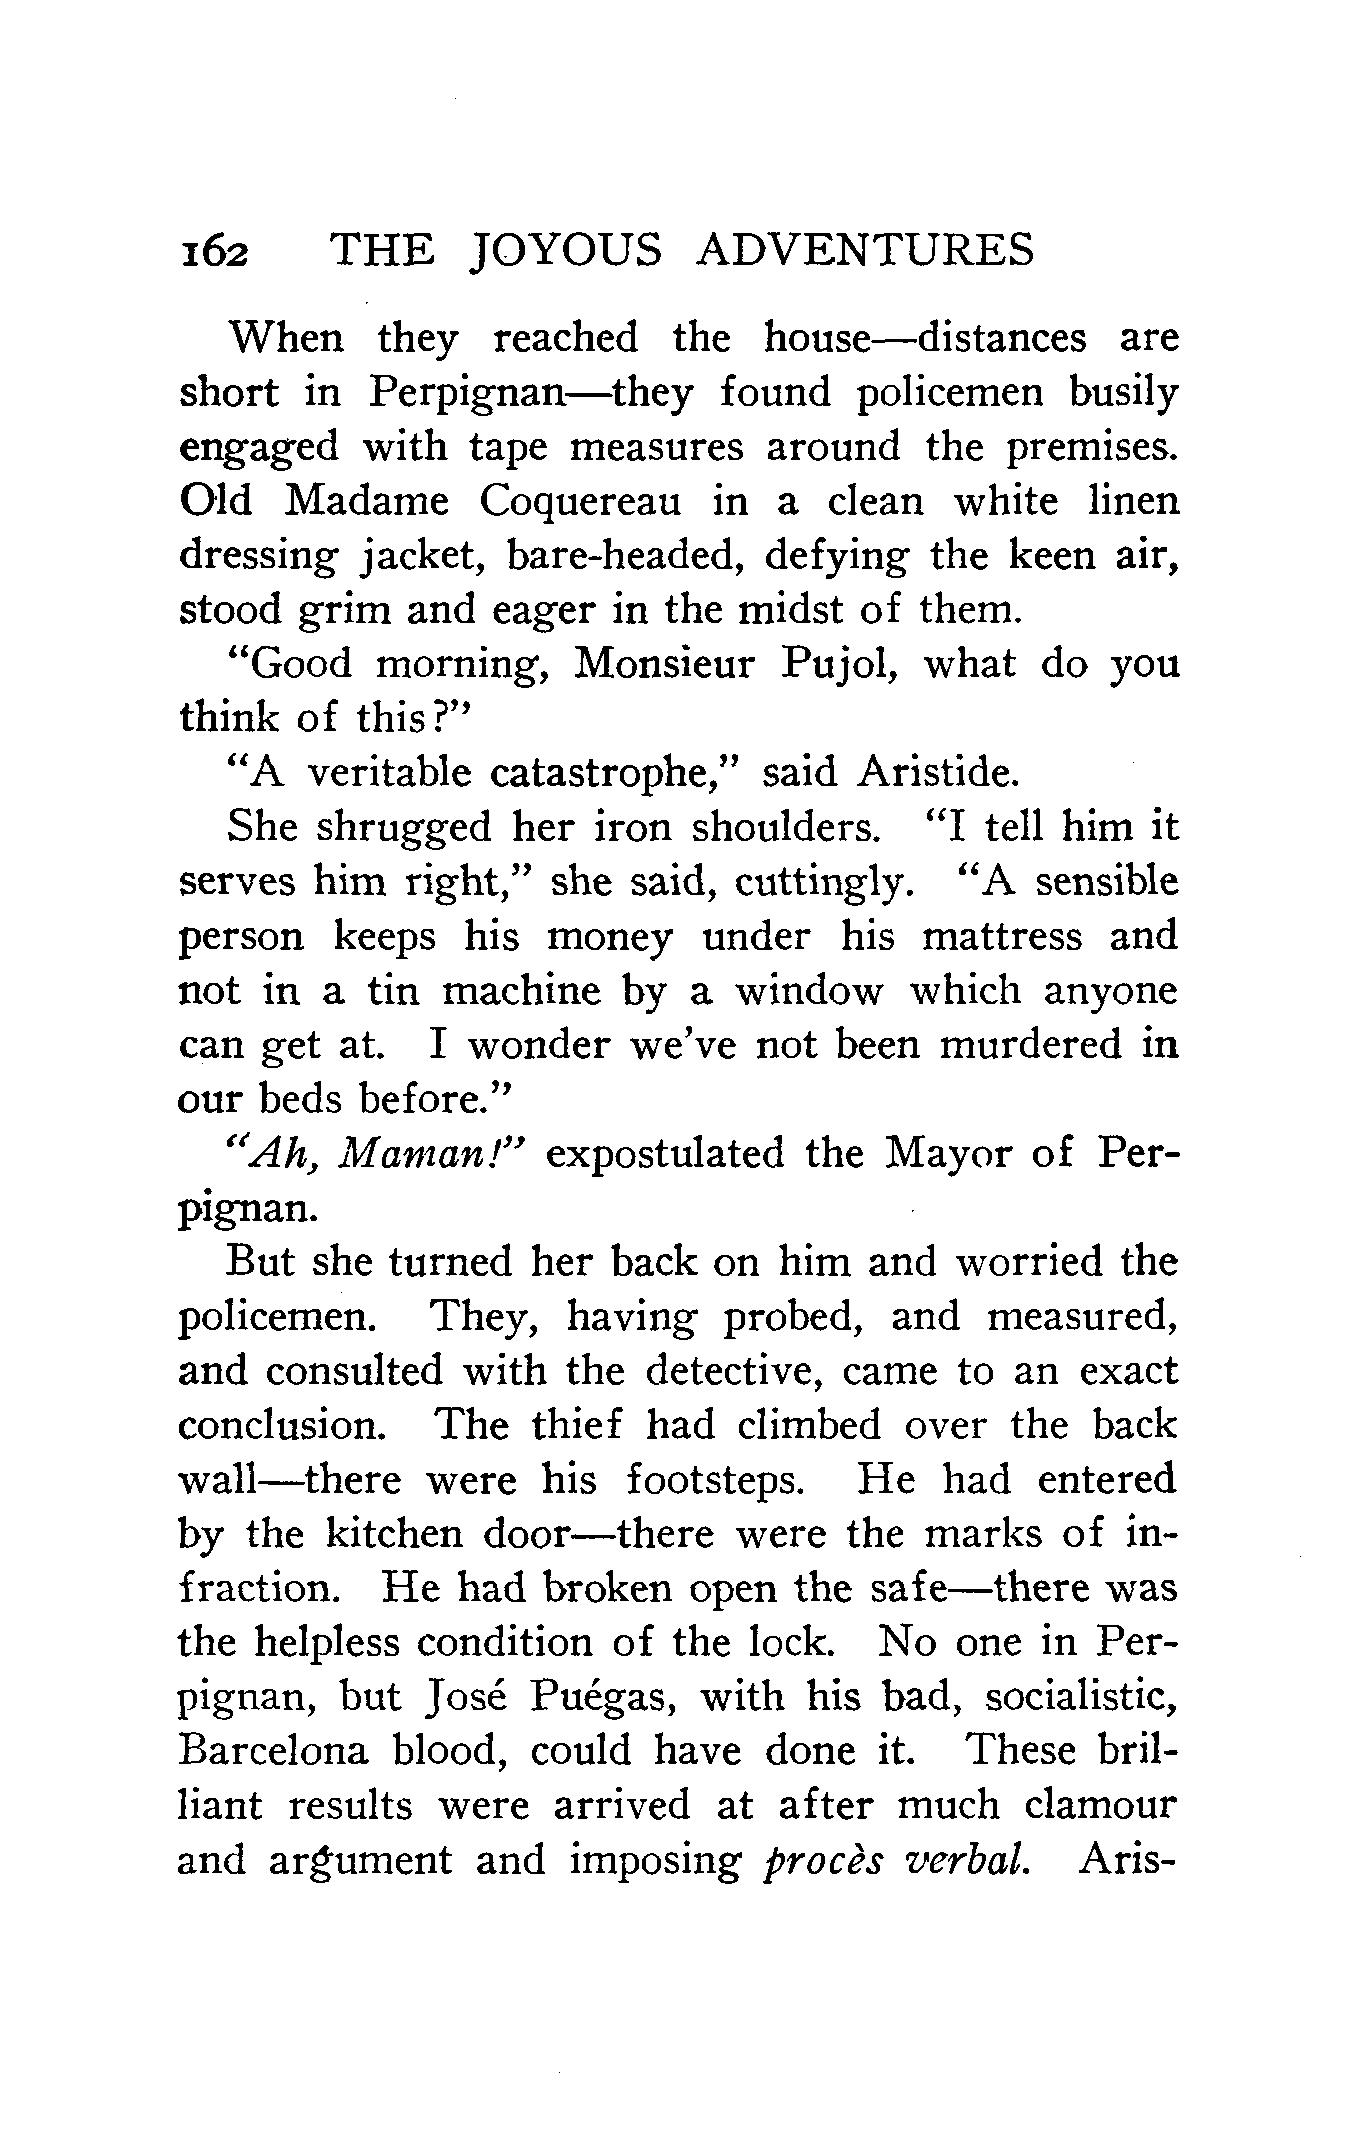 162 THE JOYOUS ADVENTURES
When they reached the house—distances are
short in Perpignan—they found policemen busily
engaged with tape measures around the premises.
Old Madame Coquereau in a clean white linen
dressing jacket, bare-headed, defying the keen air,
stood grim and eager in the midst of them.
“Good morning, Monsieur Pujol, what do you
think of this?”
“A veritable catastrophe,” said Aristide.
She shrugged her iron shoulders. “I tell him it
serves him right,” she said, cuttingly. “A sensible
person keeps his money under his mattress and
not in a tin machine by a window which anyone
can get at. I wonder we’ve not been murdered in
our beds before.”
“Ah, Maman!” expostulated the Mayor of Per-
pignan.
But she turned her back on him and worried the
policemen. They, having probed, and measured,
and consulted with the detective, came to an exact
conclusion. The thief had climbed over the back
wall—there were his footsteps. He had entered
by the kitchen door—there were the marks of in-
fraction. He had broken open the safe—there was
the helpless condition of the lock. No one in Per-
pignan, but José Puégas, with his bad, socialistic,
Barcelona blood, could have done it. These bril-
liant results were arrived at after much clamour
and argument and imposing procès verbal. Aris-